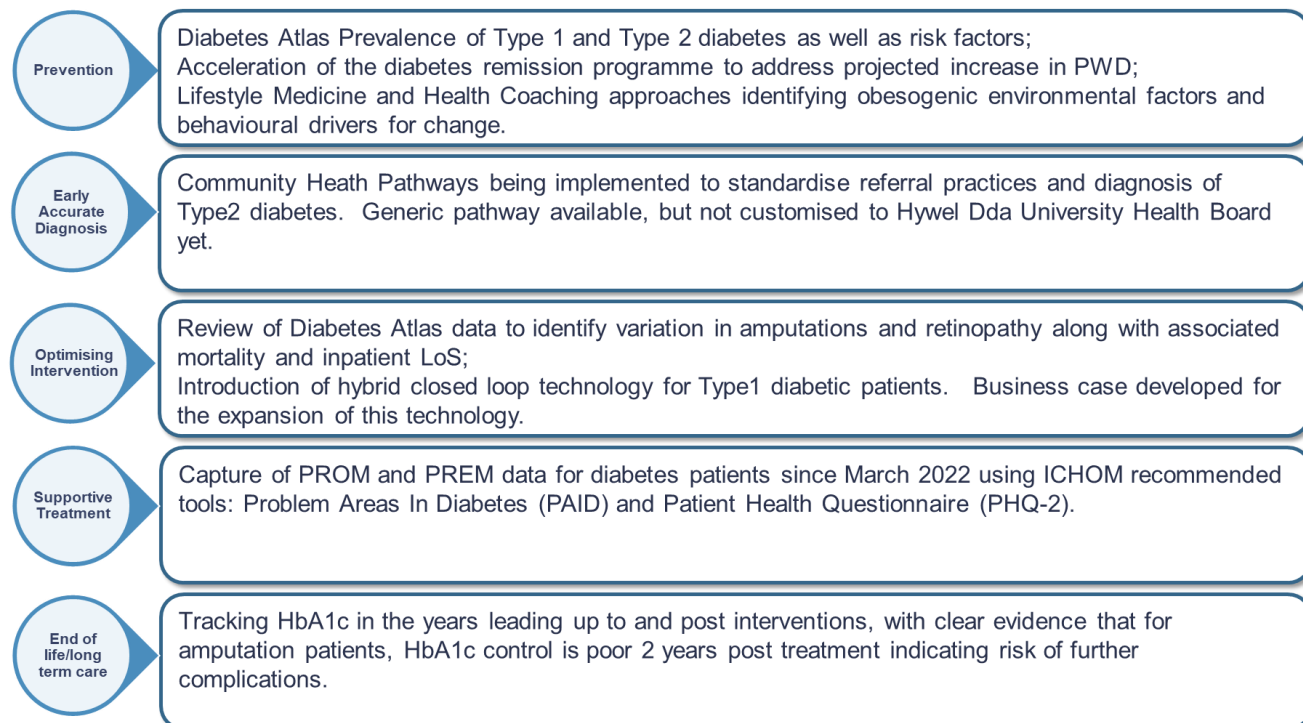 Prevention
Diabetes Atlas Prevalence of Type 1 and Type 2 diabetes as well as risk factors;
Acceleration of the diabetes remission programme to address projected increase in PWD;
Lifestyle Medicine and Health Coaching approaches identifying obesogenic environmental factors and
behavioural drivers for change.
Early
Accurate
Diagnosis
Community Heath Pathways being implemented to standardise referral practices and diagnosis of
Type2 diabetes. Generic pathway available, but not customised to Hywel Dda University Health Board
yet.
Optimising
Intervention
Review of Diabetes Atlas data to identify variation in amputations and retinopathy along with associated
mortality and inpatient LoS;
Introduction of hybrid closed loop technology for Type1 diabetic patients. Business case developed for
the expansion of this technology.
Supportive
Treatment
Capture of PROM and PREM data for diabetes patients since March 2022 using ICHOM recommended
tools: Problem Areas In Diabetes (PAID) and Patient Health Questionnaire (PHQ-2).
End of
life/long
term care
Tracking HbA1c in the years leading up to and post interventions, with clear evidence that for
amputation patients, HbA1c control is poor 2 years post treatment indicating risk of further
complications.